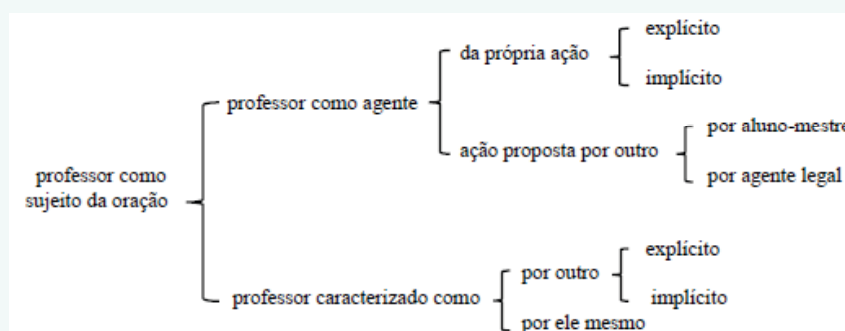 explícito
da própria ação
implícito
professor como agente
por aluno-mestre
ação proposta por outro
por agente legal
professor como
sujeito da oração
explícito
por outro
professor caracterizado como
implícito
por ele mesmo